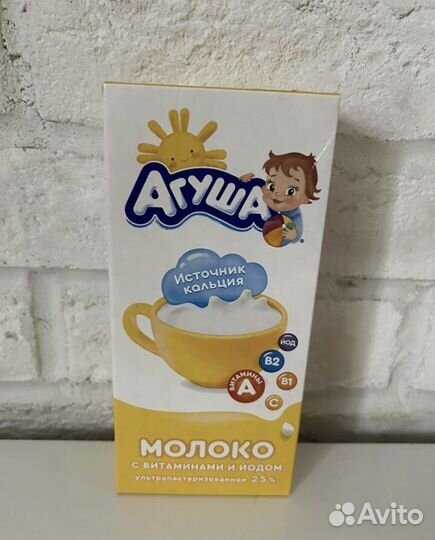 АГУША
Источник
кальция
ЙОД
B2
ВИТАМИНЫ
A
B1
C
МОЛОКО
С ВИТАМИНАМИ И ЙОДОМ
ультрапастеризованное 2,5 %
Avito